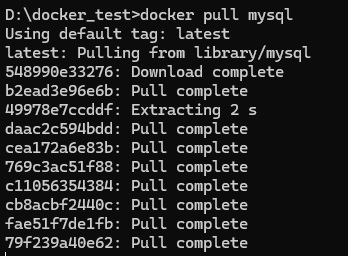 D:\docker_test>docker pull mysql
Using default tag: latest
latest: Pulling from library/mysql
548990e33276: Download complete
b2ead3e96e6b: Pull complete
49978e7ccddf: Extracting 2 s
daac2c594bdd: Pull complete
cea172a6e83b: Pull complete
769c3ac51f88: Pull complete
c11056354384: Pull complete
cb8acbf2440c: Pull complete
fae51f7de1fb: Pull complete
79f239a40e62: Pull complete